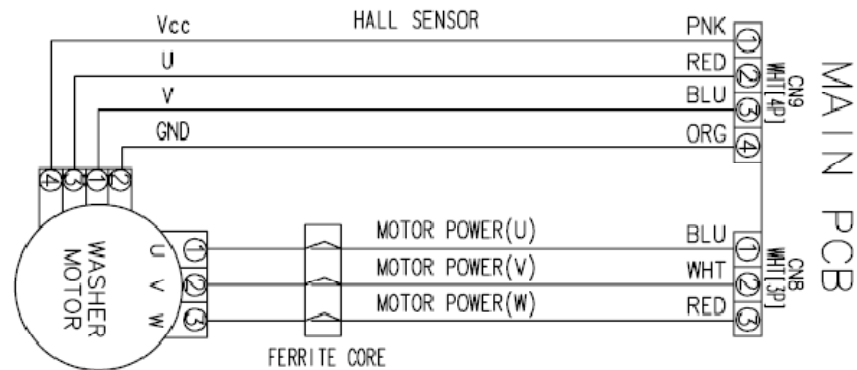 Vcc HALL SENSOR PNK ①
U RED ②
V BLU ③
GND ORG ④
CN9
WHT[4P]
MAIN PCB
④ ③ ① ②
WASHER
MOTOR
U ① MOTOR POWER(U) BLU ①
V ② MOTOR POWER(V) WHT ②
W ③ MOTOR POWER(W) RED ③
CN8
WHT[3P]
FERRITE CORE